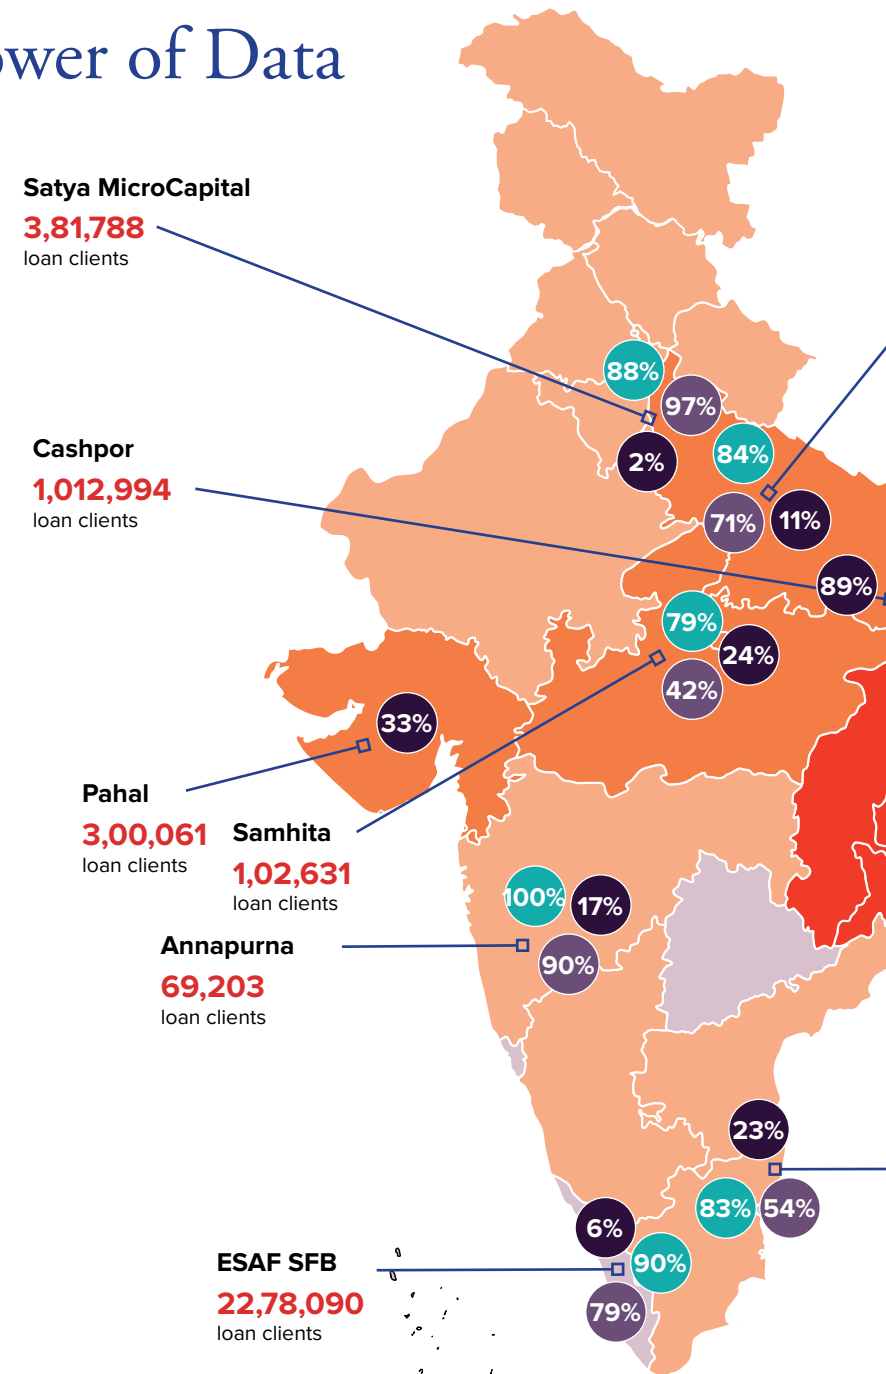 ower of Data
Satya MicroCapital
3,81,788
loan clients
88%
97%
2%
84%
71%
11%
Cashpor
1,012,994
loan clients
89%
79%
24%
42%
33%
Pahal
3,00,061
loan clients
Samhita
1,02,631
loan clients
100%
17%
90%
Annapurna
69,203
loan clients
23%
83%
54%
6%
90%
79%
ESAF SFB
22,78,090
loan clients